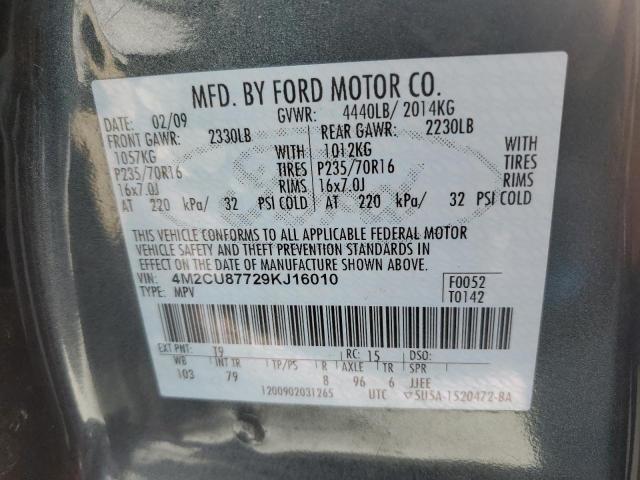 MFD. BY FORD MOTOR CO.
DATE: 02/09 GVWR: 4440LB/ 2014KG
FRONT GAWR: 2330LB REAR GAWR: 2230LB
1057KG WITH 1012KG WITH
P235/70R16 TIRES P235/70R16 TIRES
16x7.0J RIMS 16x7.0J RIMS
AT 220 kPa/ 32 PSI COLD AT 220 kPa/ 32 PSI COLD
THIS VEHICLE CONFORMS TO ALL APPLICABLE FEDERAL MOTOR
VEHICLE SAFETY AND THEFT PREVENTION STANDARDS IN
EFFECT ON THE DATE OF MANUFACTURE SHOWN ABOVE.
VIN: 4M2CU87729KJ16010 F0052
TYPE: MPV T0142
EXT PNT: T9 RC: 15 DSO:
WB INT TR TP/PS R AXLE TR SPR
103 79 8 96 6 JJEE
1200902031265 UTC ▽5U5A-1520472-BA